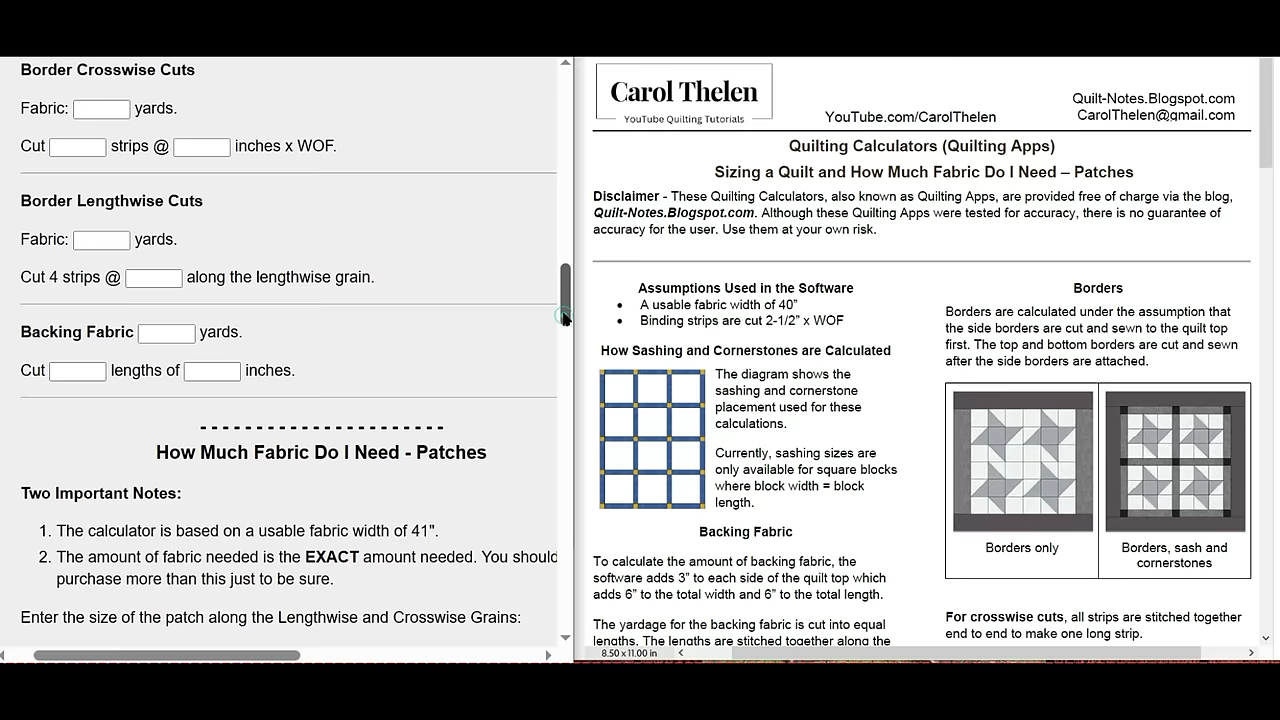 Border Crosswise Cuts
Fabric: yards.
Cut strips @ inches x WOF.
Border Lengthwise Cuts
Fabric: yards.
Cut 4 strips @ along the lengthwise grain.
Backing Fabric yards.
Cut lengths of inches.
- - - - - - - - - - - - - - - - - - - - - -
How Much Fabric Do I Need - Patches
Two Important Notes:
1. The calculator is based on a usable fabric width of 41".
2. The amount of fabric needed is the EXACT amount needed. You should
purchase more than this just to be sure.
Enter the size of the patch along the Lengthwise and Crosswise Grains:
Carol Thelen
YouTube Quilting Tutorials
YouTube.com/CarolThelen
Quilt-Notes.Blogspot.com
CarolThelen@gmail.com
Quilting Calculators (Quilting Apps)
Sizing a Quilt and How Much Fabric Do I Need – Patches
Disclaimer - These Quilting Calculators, also known as Quilting Apps, are provided free of charge via the blog,
Quilt-Notes.Blogspot.com. Although these Quilting Apps were tested for accuracy, there is no guarantee of
accuracy for the user. Use them at your own risk.
Assumptions Used in the Software
• A usable fabric width of 40”
• Binding strips are cut 2-1/2” x WOF
How Sashing and Cornerstones are Calculated
The diagram shows the
sashing and cornerstone
placement used for these
calculations.
Currently, sashing sizes are
only available for square blocks
where block width = block
length.
Backing Fabric
To calculate the amount of backing fabric, the
software adds 3” to each side of the quilt top which
adds 6” to the total width and 6” to the total length.
The yardage for the backing fabric is cut into equal
lengths. The lengths are stitched together along the
Borders
Borders are calculated under the assumption that
the side borders are cut and sewn to the quilt top
first. The top and bottom borders are cut and sewn
after the side borders are attached.
Borders only
Borders, sash and
cornerstones
For crosswise cuts, all strips are stitched together
end to end to make one long strip.
8.50 x 11.00 in